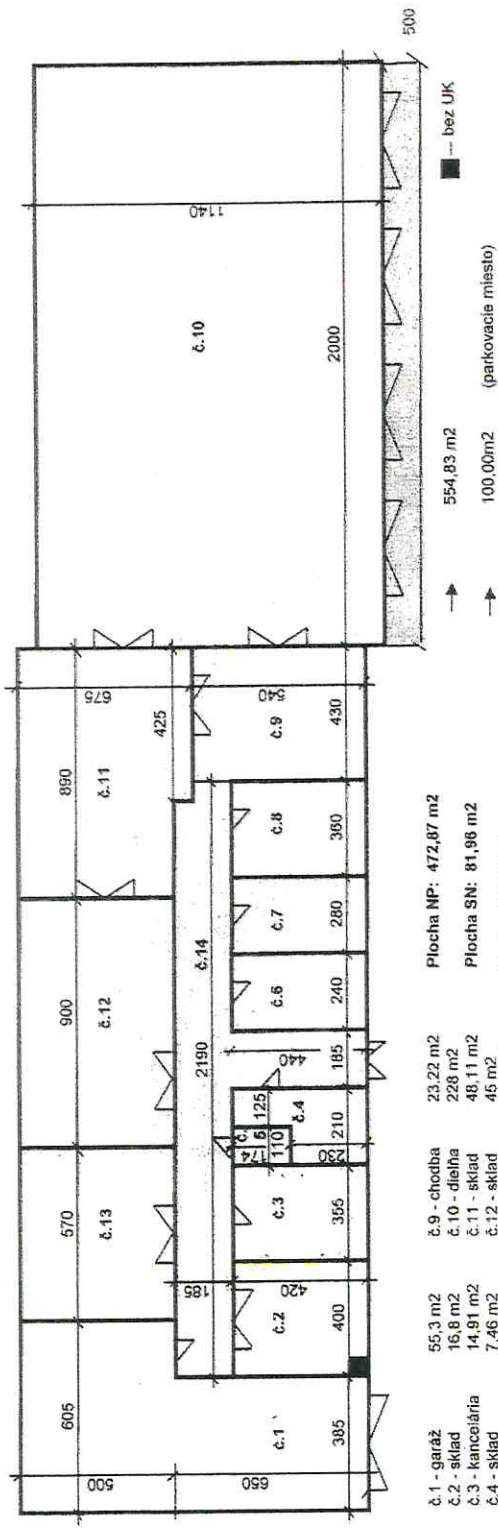 500
605
570
900
890
675
č.13
č.12
č.11
425
1140
č.10
č.14
2190
č.1
650
385
185
č.2
420
400
č.3
355
174
č.
5
110
125
č.4
230
210
440
185
č.6
240
č.7
280
č.8
360
č.9
540
430
2000
500
č.1 - garáž 55,3 m2
č.2 - sklad 16,8 m2
č.3 - kancelária 14,91 m2
č.4 - sklad 7,46 m2
č.9 - chodba 23,22 m2
č.10 - dielňa 228 m2
č.11 - sklad 48,11 m2
č.12 - sklad 45 m2
Plocha NP: 472,87 m2
Plocha SN: 81,96 m2
554,83 m2
100,00m2 (parkovacie miesto)
– bez UK